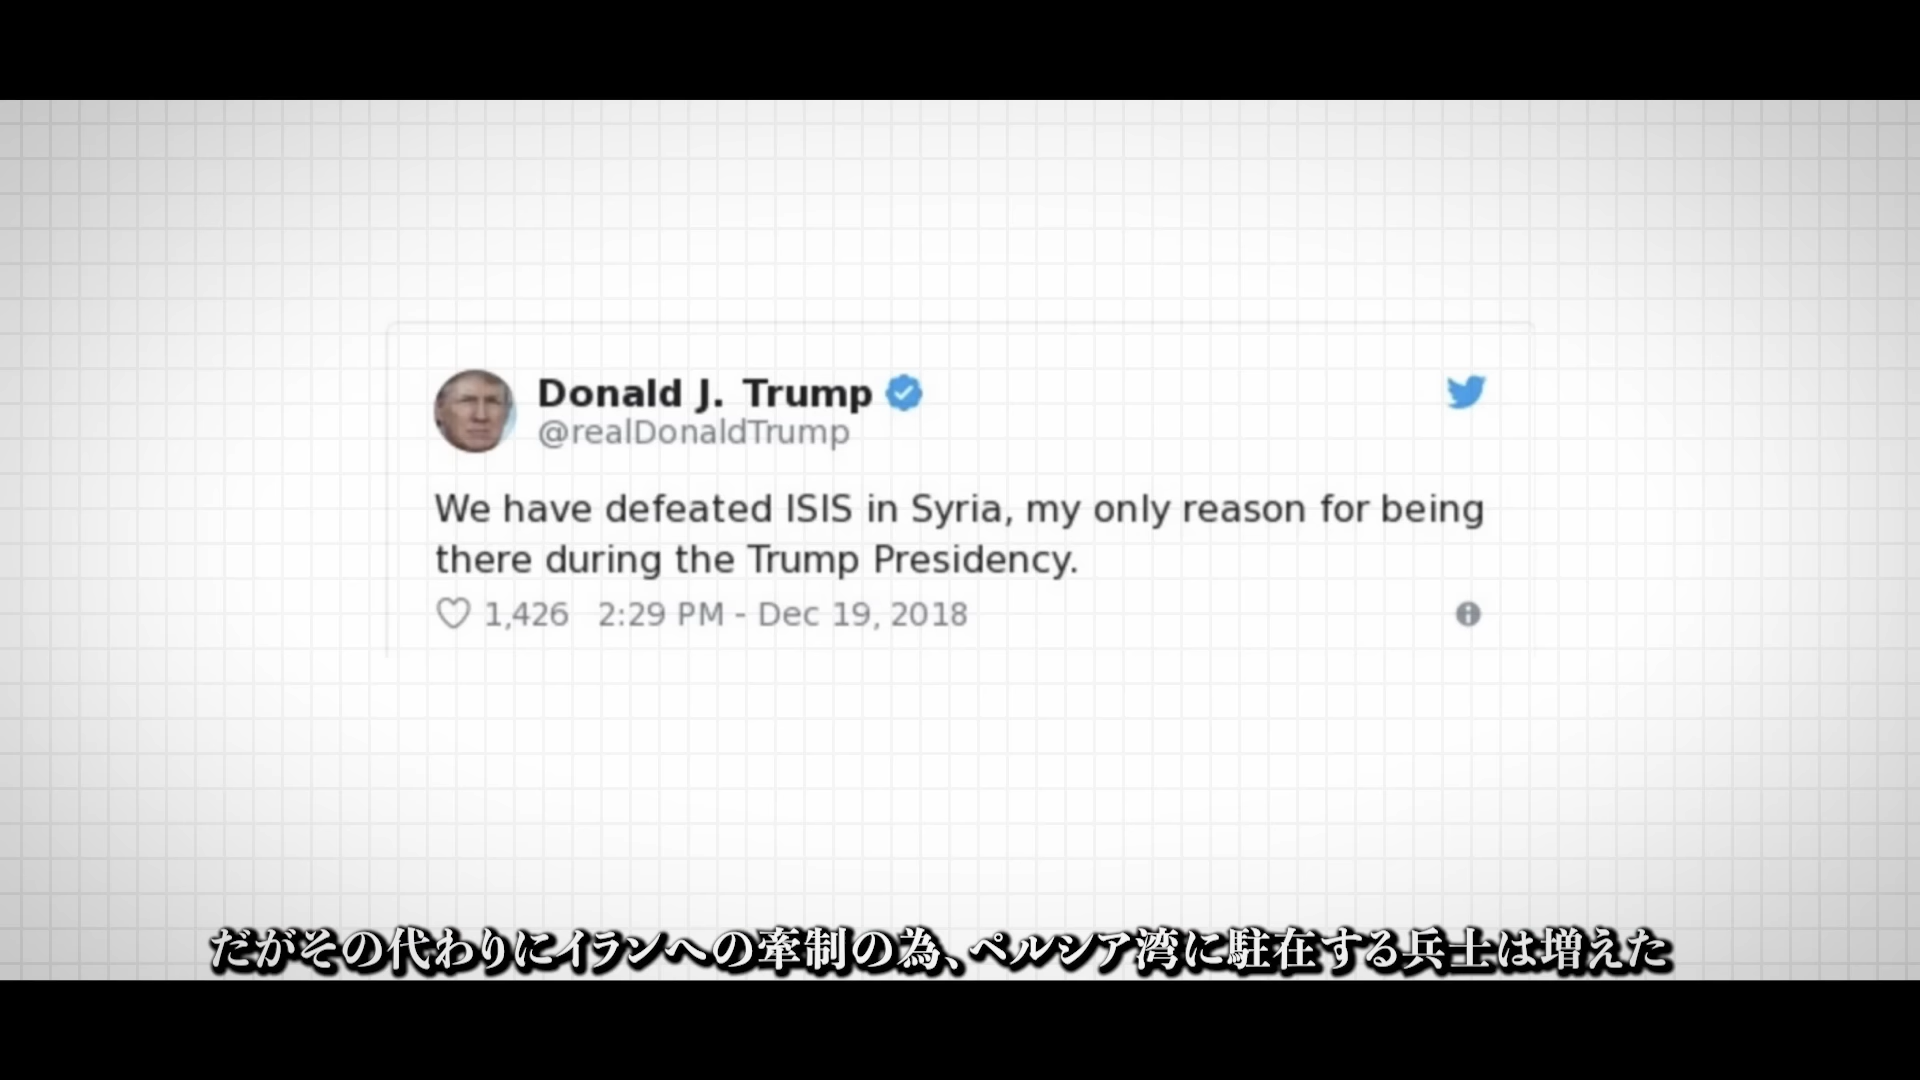 Donald J. Trump
@realDonaldTrump
We have defeated ISIS in Syria, my only reason for being
there during the Trump Presidency.
1,426 2:29 PM - Dec 19, 2018
だがその代わりにイランへの牽制の為、ペルシア湾に駐在する兵士は増えた